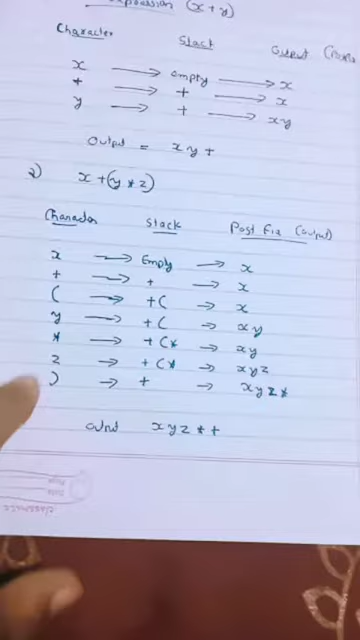 Expression (x + y)
Character Stack Output
x → empty → x
+ → + → x
y → + → xy
Output = xy+
2) x + (y * z)
Character Stack Post fix (output)
x → Empty → x
+ → + → x
( → +( → x
y → +( → xy
* → +(* → xy
z → +(* → xyz
) → + → xyz*
xyz*+